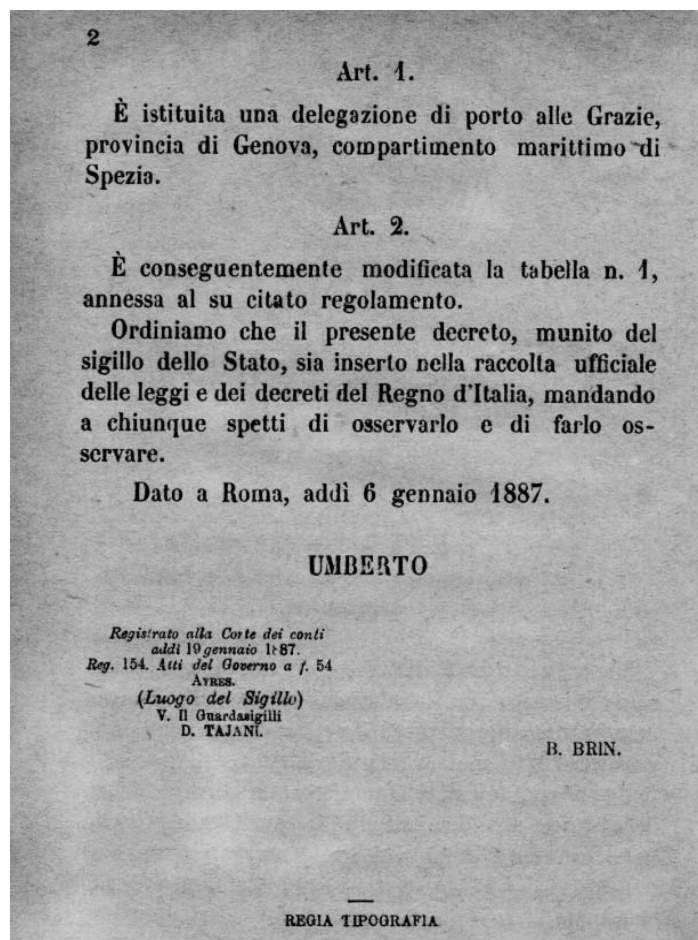 2
Art. 1.
È istituita una delegazione di porto alle Grazie,
provincia di Genova, compartimento marittimo di
Spezia.
Art. 2.
È conseguentemente modificata la tabella n. 1,
annessa al su citato regolamento.
Ordiniamo che il presente decreto, munito del
sigillo dello Stato, sia inserto nella raccolta ufficiale
delle leggi e dei decreti del Regno d'Italia, mandando
a chiunque spetti di osservarlo e di farlo os-
servare.
Dato a Roma, addì 6 gennaio 1887.
UMBERTO
Registrato alla Corte dei conti
addì 19 gennaio 1887.
Reg. 154. Atti del Governo a f. 54
AYRES.
(Luogo del Sigillo)
V. Il Guardasigilli
D. TAJANI.
B. BRIN.
REGIA TIPOGRAFIA